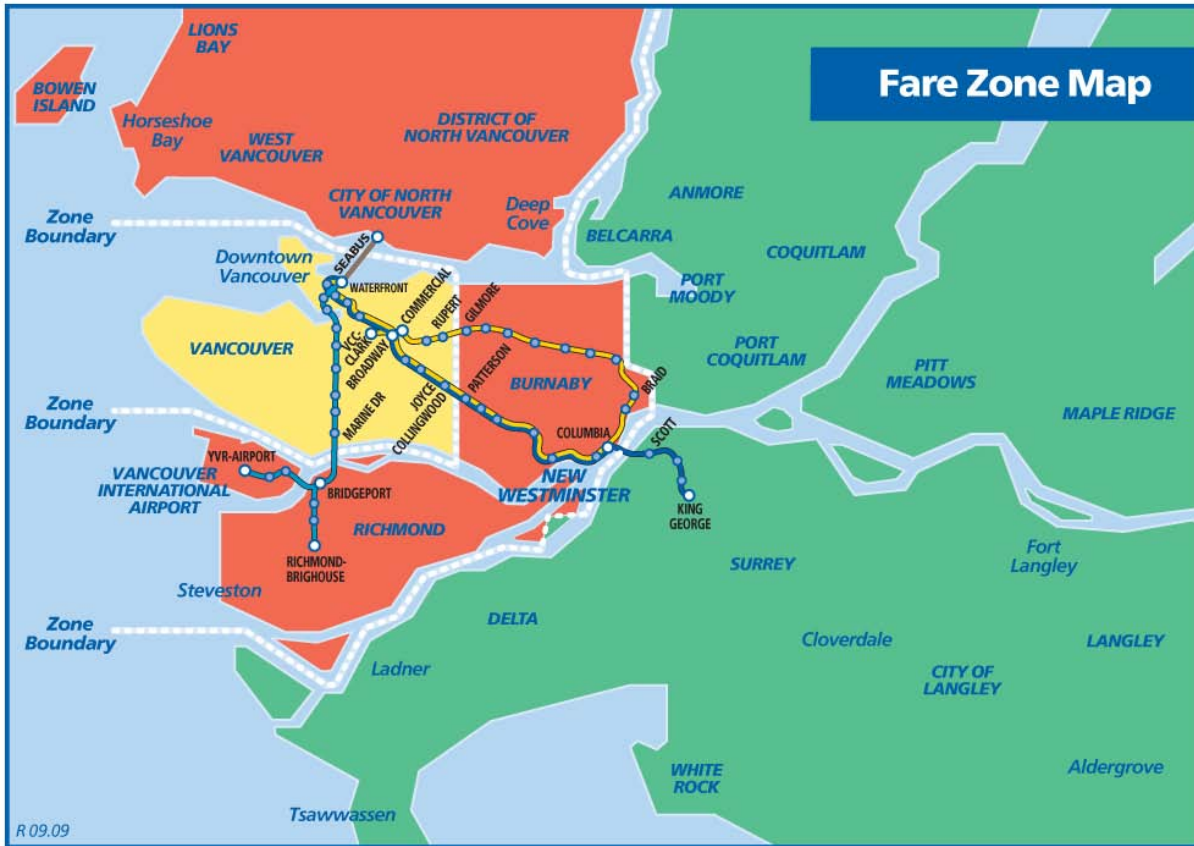 Fare Zone Map
LIONS
BAY
BOWEN
ISLAND
Horseshoe
Bay
WEST
VANCOUVER
DISTRICT OF
NORTH VANCOUVER
CITY OF NORTH
VANCOUVER
Deep
Cove
ANMORE
BELCARRA
COQUITLAM
Zone
Boundary
Downtown
Vancouver
SEABUS
WATERFRONT
PORT
MOODY
COMMERCIAL
RUPERT
GILMORE
VANCOUVER
VCC-
CLARK
BROADWAY
PORT
COQUITLAM
PITT
MEADOWS
MAPLE RIDGE
PATTERSON
BURNABY
BRAID
JOYCE
COLLINGWOOD
MARINE DR
Zone
Boundary
COLUMBIA
SCOTT
YVR-AIRPORT
VANCOUVER
INTERNATIONAL
AIRPORT
BRIDGEPORT
NEW
WESTMINSTER
KING
GEORGE
RICHMOND
RICHMOND-
BRIGHOUSE
Fort
Langley
SURREY
Steveston
Zone
Boundary
DELTA
Cloverdale
LANGLEY
Ladner
CITY OF
LANGLEY
WHITE
ROCK
Aldergrove
Tsawwassen
R 09.09